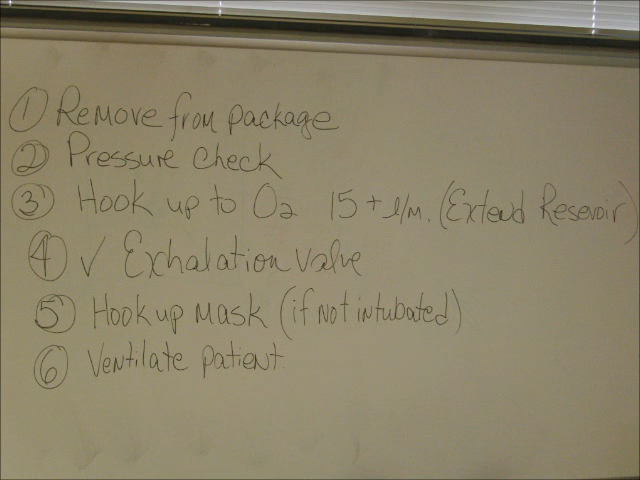 ① Remove from package
② Pressure check
③ Hook up to O2 15+ l/m. (Extend Resevoir)
④ ✓ Exhalation valve
⑤ Hook up mask (if not intubated)
⑥ Ventilate patient